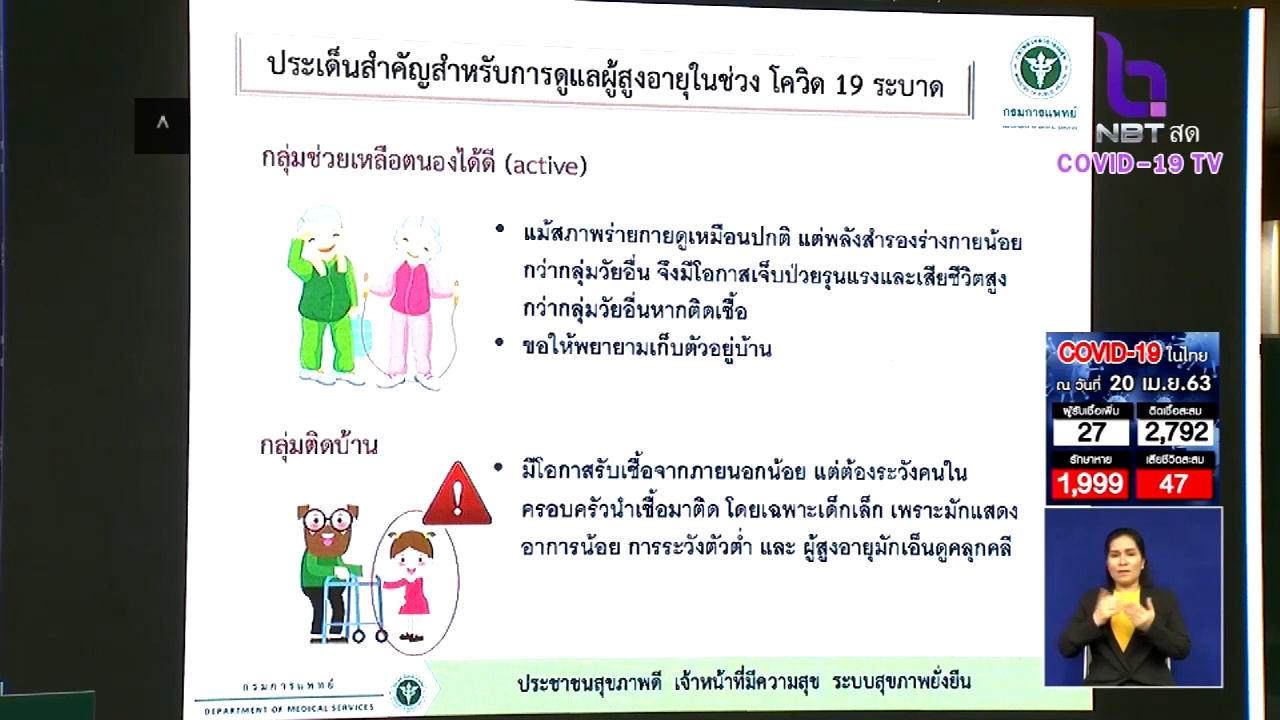 ประเด็นสำคัญสำหรับการดูแลผู้สูงอายุในช่วง โควิด 19 ระบาด
กรมการแพทย์
NBT สด
COVID-19 TV
กลุ่มช่วยเหลือตนองได้ดี (active)
• แม้สภาพร่ายกายดูเหมือนปกติ แต่พลังสำรองร่างกายน้อย
กว่ากลุ่มวัยอื่น จึงมีโอกาสเจ็บป่วยรุนแรงและเสียชีวิตสูง
กว่ากลุ่มวัยอื่นหากติดเชื้อ
• ขอให้พยายามเก็บตัวอยู่บ้าน
COVID-19 ในไทย
ณ วันที่ 20 เม.ย.63
ผู้รับเชื้อเพิ่ม ติดเชื้อสะสม
27 2,792
รักษาหาย เสียชีวิตสะสม
1,999 47
กลุ่มติดบ้าน
• มีโอกาสรับเชื้อจากภายนอกน้อย แต่ต้องระวังคนใน
ครอบครัวนำเชื้อมาติด โดยเฉพาะเด็กเล็ก เพราะมักแสดง
อาการน้อย การระวังตัวต่ำ และ ผู้สูงอายุมักเอ็นดูคลุกคลี
กรมการแพทย์
DEPARTMENT OF MEDICAL SERVICES
ประชาชนสุขภาพดี เจ้าหน้าที่มีความสุข ระบบสุขภาพยั่งยืน